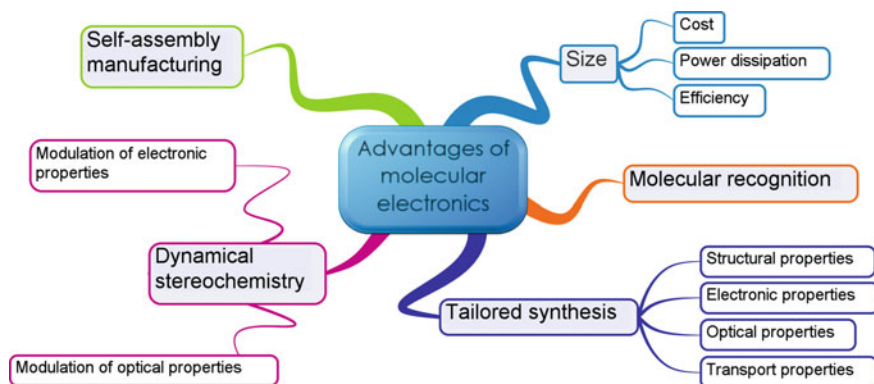 Advantages of
molecular
electronics
Self-assembly
manufacturing
Size
Cost
Power dissipation
Efficiency
Molecular recognition
Tailored synthesis
Structural properties
Electronic properties
Optical properties
Transport properties
Dynamical
stereochemistry
Modulation of electronic
properties
Modulation of optical properties